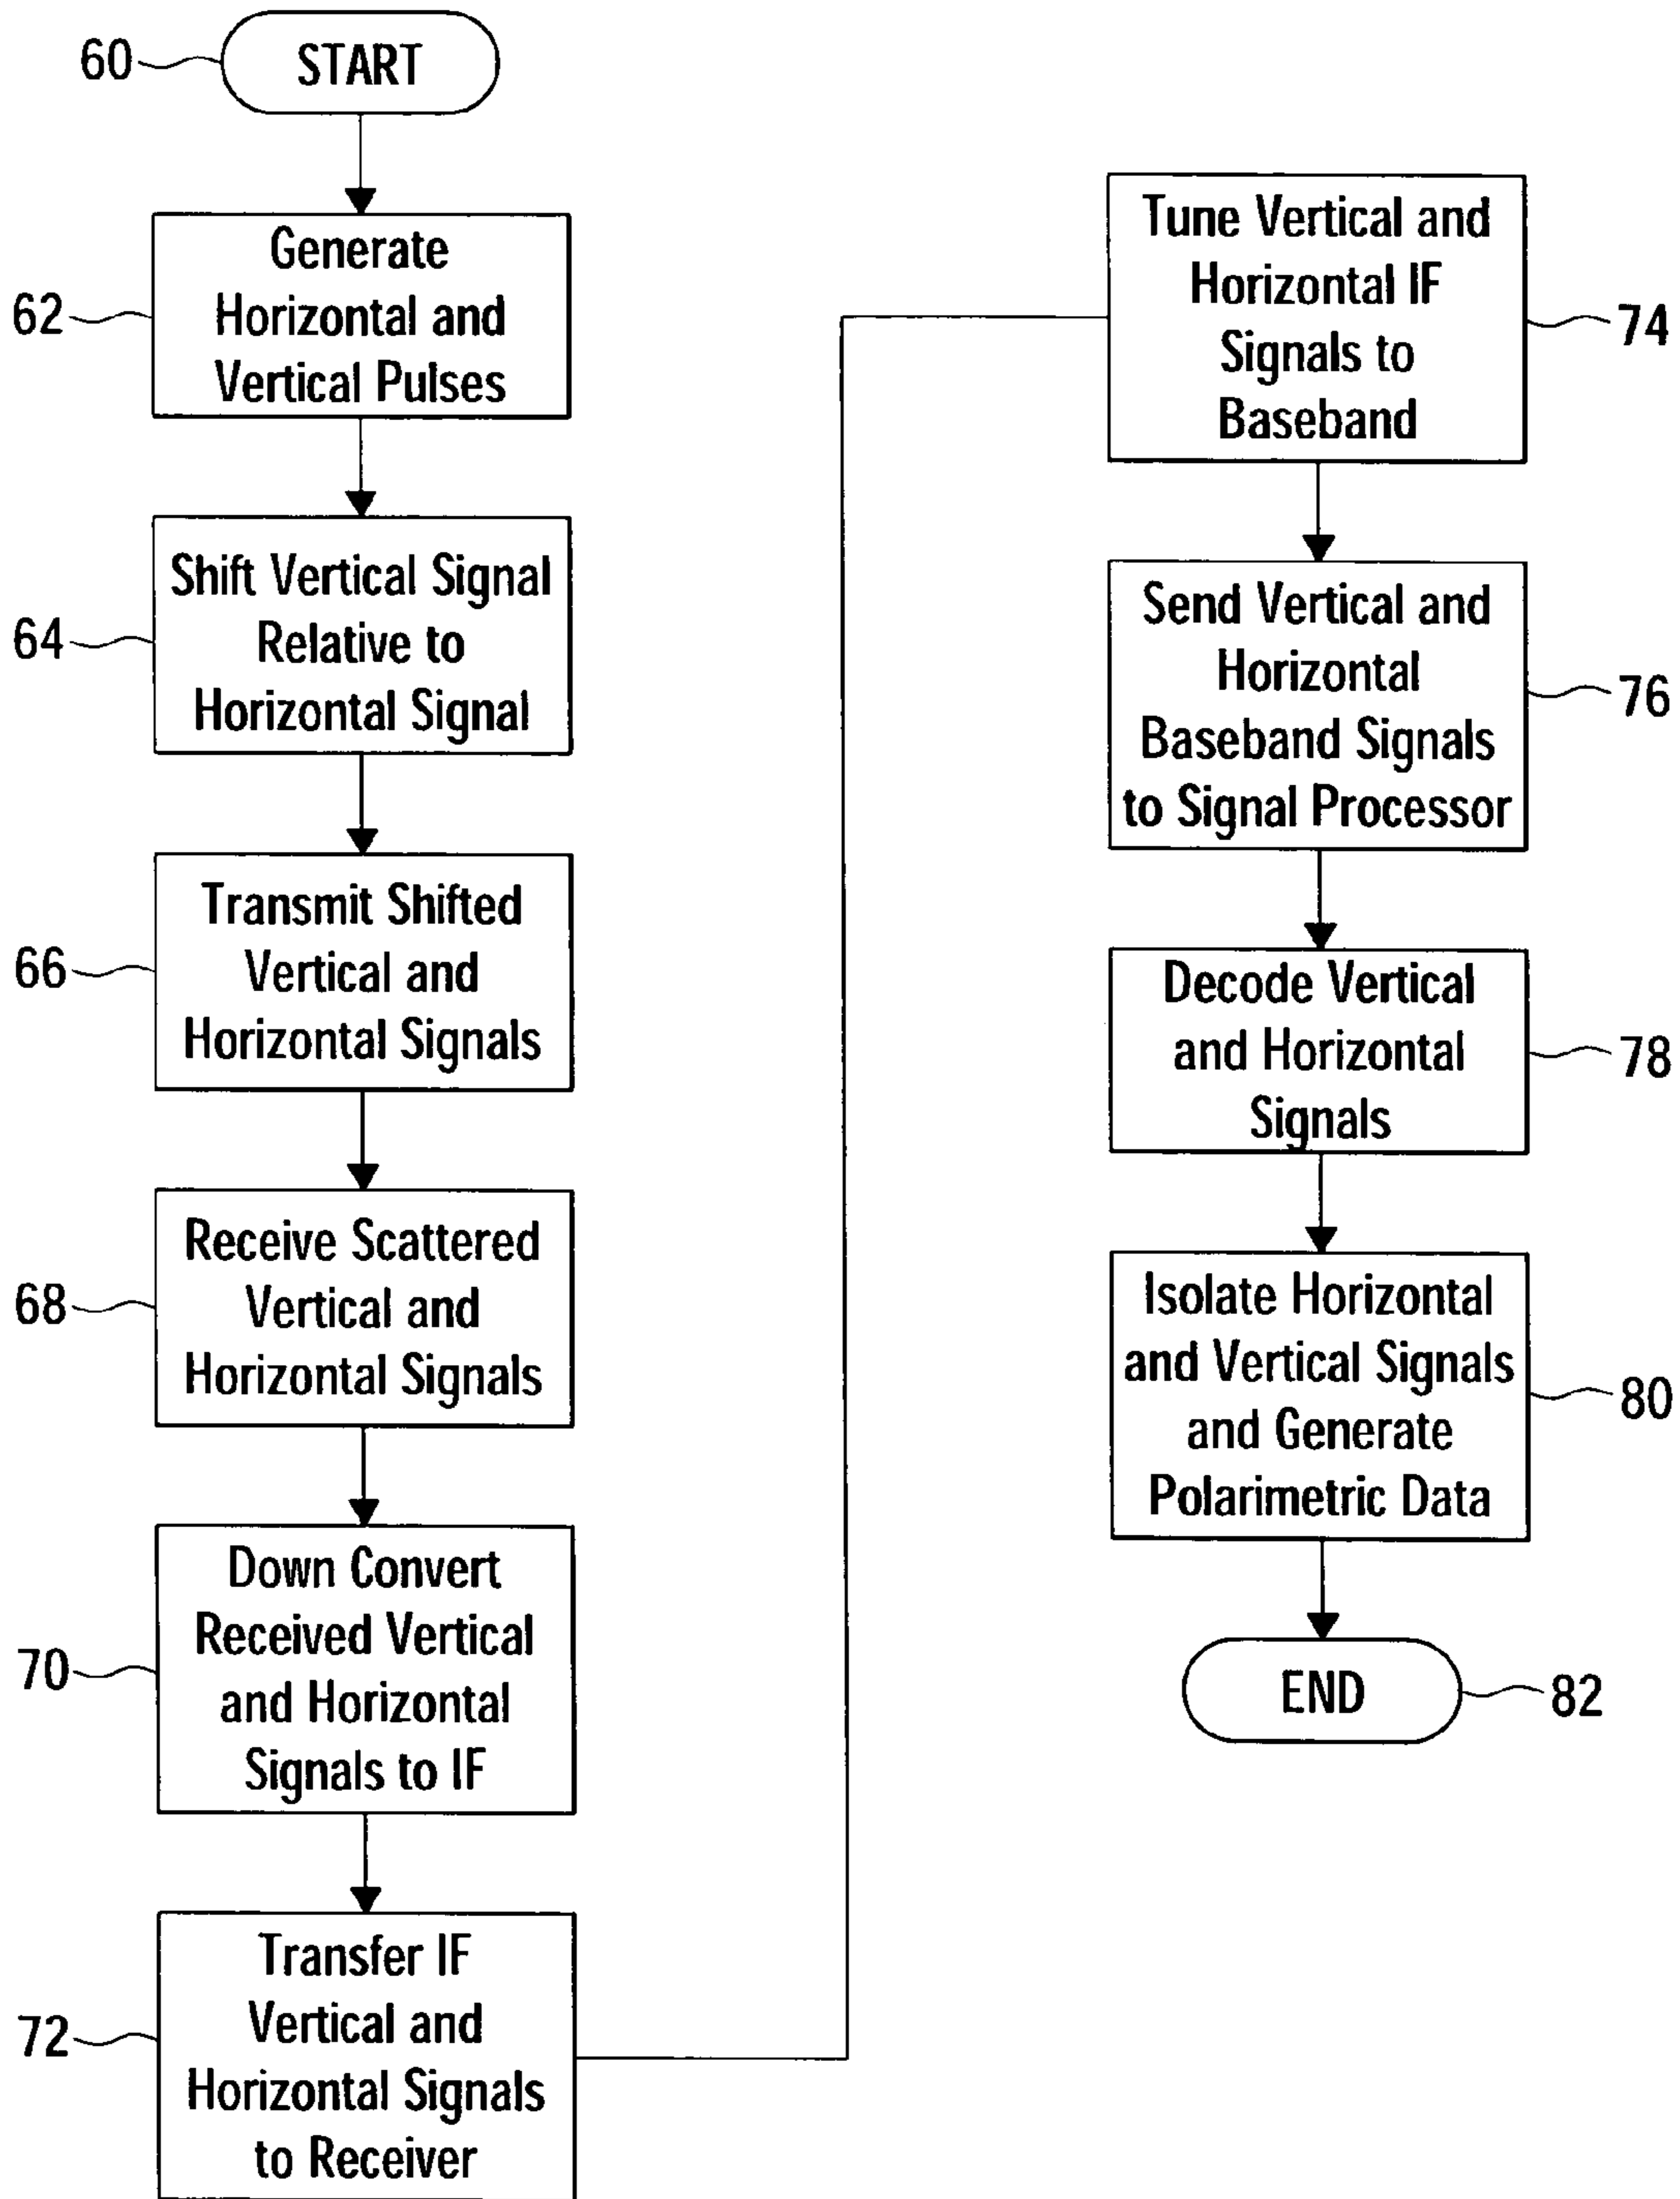 60
START
62
Generate
Horizontal and
Vertical Pulses
64
Shift Vertical Signal
Relative to
Horizontal Signal
66
Transmit Shifted
Vertical and
Horizontal Signals
68
Receive Scattered
Vertical and
Horizontal Signals
70
Down Convert
Received Vertical
and Horizontal
Signals to IF
72
Transfer IF
Vertical and
Horizontal Signals
to Receiver
Tune Vertical and
Horizontal IF
Signals to
Baseband
74
Send Vertical and
Horizontal
Baseband Signals
to Signal Processor
76
Decode Vertical
and Horizontal
Signals
78
Isolate Horizontal
and Vertical Signals
and Generate
Polarimetric Data
80
END
82